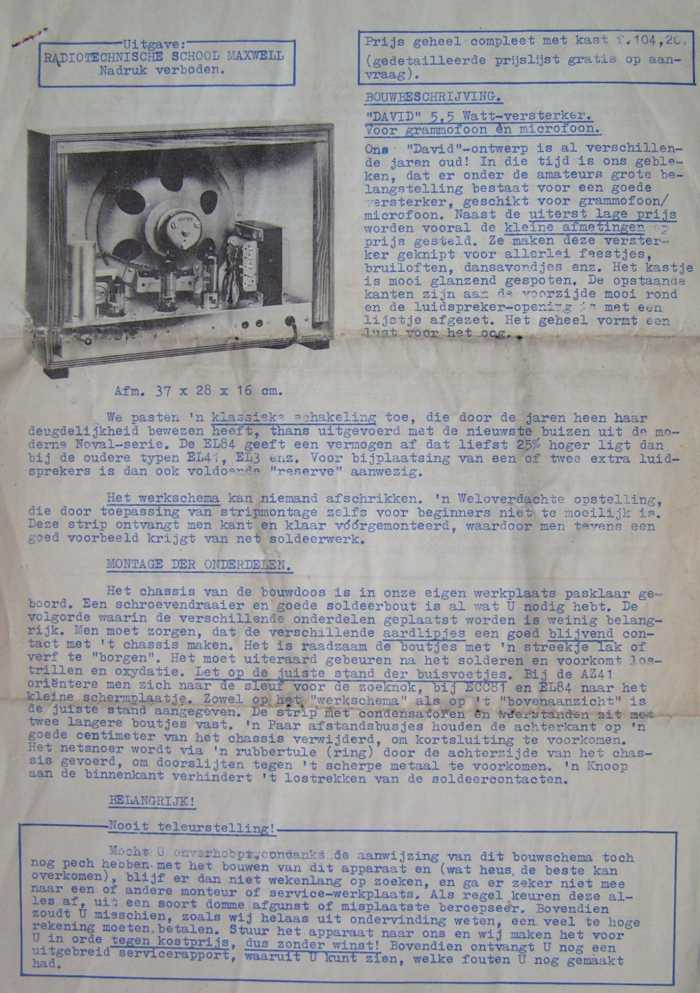 Uitgave:
RADIOTECHNISCHE SCHOOL MAXWELL
Nadruk verboden.
Prijs geheel compleet met kast f.104,20.
(gedetailleerde prijslijst gratis op aan-
vraag).
BOUWBESCHRIJVING.
"DAVID" 5,5 Watt-versterker.
Voor grammofoon èn microfoon.
Ons "David"-ontwerp is al verschillen-
de jaren oud! In die tijd is ons geble-
ken, dat er onder de amateurs grote be-
langstelling bestaat voor een goede
versterker, geschikt voor grammofoon/
microfoon. Naast de uiterst lage prijs
worden vooral de kleine afmetingen op
prijs gesteld. Ze maken deze verster-
ker geknipt voor allerlei feestjes,
bruiloften, dansavondjes enz. Het kastje
is mooi glanzend gespoten. De opstaande
kanten zijn aan de voorzijde mooi rond
en de luidspreker-opening is met een
lijstje afgezet. Het geheel vormt een
lust voor het oog.
Afm. 37 x 28 x 16 cm.
We pasten 'n klassieke schakeling toe, die door de jaren heen haar
deugdelijkheid bewezen heeft, thans uitgevoerd met de nieuwste buizen uit de mo-
derne Noval-serie. De EL84 geeft een vermogen af dat liefst 25% hoger ligt dan
bij de oudere typen EL41, EL3 enz. Voor bijplaatsing van een of twee extra luid-
sprekers is dan ook voldoende "reserve" aanwezig.
Het werkschema kan niemand afschrikken. 'n Weloverdachte opstelling,
die door toepassing van stripmontage zelfs voor beginners niet te moeilijk is.
Deze strip ontvangt men kant en klaar vóórgemonteerd, waardoor men tevens een
goed voorbeeld krijgt van net soldeerwerk.
MONTAGE DER ONDERDELEN.
Het chassis van de bouwdoos is in onze eigen werkplaats pasklaar ge-
boord. Een schroevendraaier en goede soldeerbout is al wat U nodig hebt. De
volgorde waarin de verschillende onderdelen geplaatst worden is weinig belang-
rijk. Men moet zorgen, dat de verschillende aardlipjes een goed blijvend con-
tact met 't chassis maken. Het is raadzaam de boutjes met 'n streekje lak of
verf te "borgen". Het moet uiteraard gebeuren na het solderen en voorkomt los-
trillen en oxydatie. Let op de juiste stand der buisvoetjes. Bij de AZ41
oriëntere men zich naar de sleuf voor de zoeknok, bij ECC81 en EL84 naar het
kleine schermplaatje. Zowel op het "werkschema" als op 't "bovenaanzicht" is
de juiste stand aangegeven. De strip met condensatoren en weerstanden zit met
twee langere boutjes vast. 'n Paar afstandsbusjes houden de achterkant op 'n
goede centimeter van het chassis verwijderd, om kortsluiting te voorkomen.
Het netsnoer wordt via 'n rubbertule (ring) door de achterzijde van het chas-
sis gevoerd, om doorslijten tegen 't scherpe metaal te voorkomen. 'n Knoop
aan de binnenkant verhindert 't lostrekken van de soldeercontacten.
BELANGRIJK!
Nooit teleurstelling!
Mocht U onverhoopt, ondanks de aanwijzing van dit bouwschema toch
nog pech hebben met het bouwen van dit apparaat en (wat heus de beste kan
overkomen), blijf er dan niet wekenlang op zoeken, en ga er zeker niet mee
naar een of andere monteur of service-werkplaats. Als regel keuren deze al-
les af, uit een soort domme afgunst of misplaatste beroepseer. Bovendien
zoudt U misschien, zoals wij helaas uit ondervinding weten, een veel te hoge
rekening moeten betalen. Stuur het apparaat naar ons en wij maken het voor
U in orde tegen kostprijs, dus zonder winst! Bovendien ontvangt U nog een
uitgebreid servicerapport, waaruit U kunt zien, welke fouten U nog gemaakt
had.